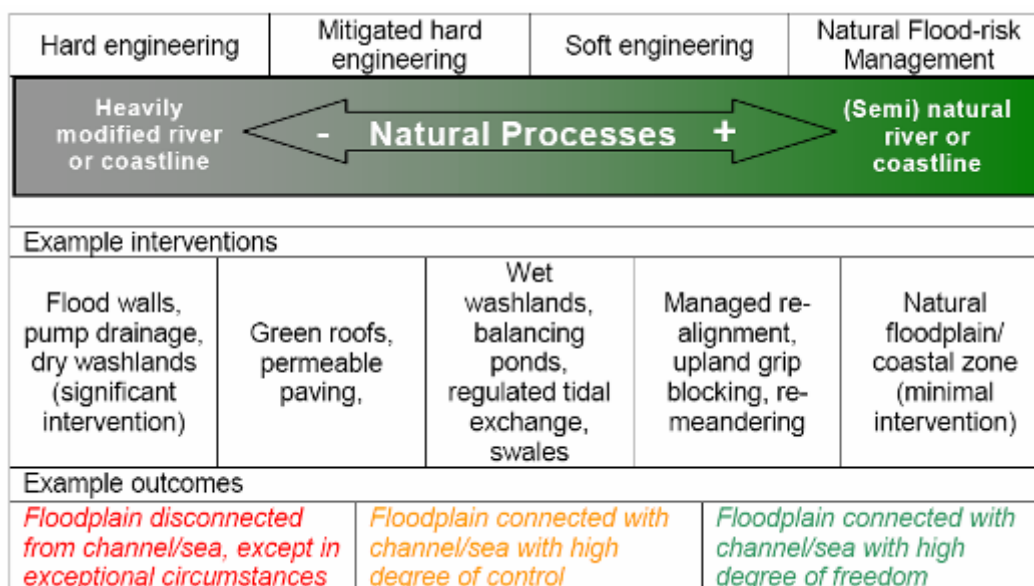 Hard engineering
Mitigated hard
engineering
Soft engineering
Natural Flood-risk
Management
Heavily
modified river
or coastline
- Natural Processes +
(Semi) natural
river or
coastline
Example interventions
Flood walls,
pump drainage,
dry washlands
(significant
intervention)
Green roofs,
permeable
paving,
Wet
washlands,
balancing
ponds,
regulated tidal
exchange,
swales
Managed re-
alignment,
upland grip
blocking, re-
meandering
Natural
floodplain/
coastal zone
(minimal
intervention)
Example outcomes
Floodplain disconnected
from channel/sea, except in
exceptional circumstances
Floodplain connected with
channel/sea with high
degree of control
Floodplain connected with
channel/sea with high
degree of freedom